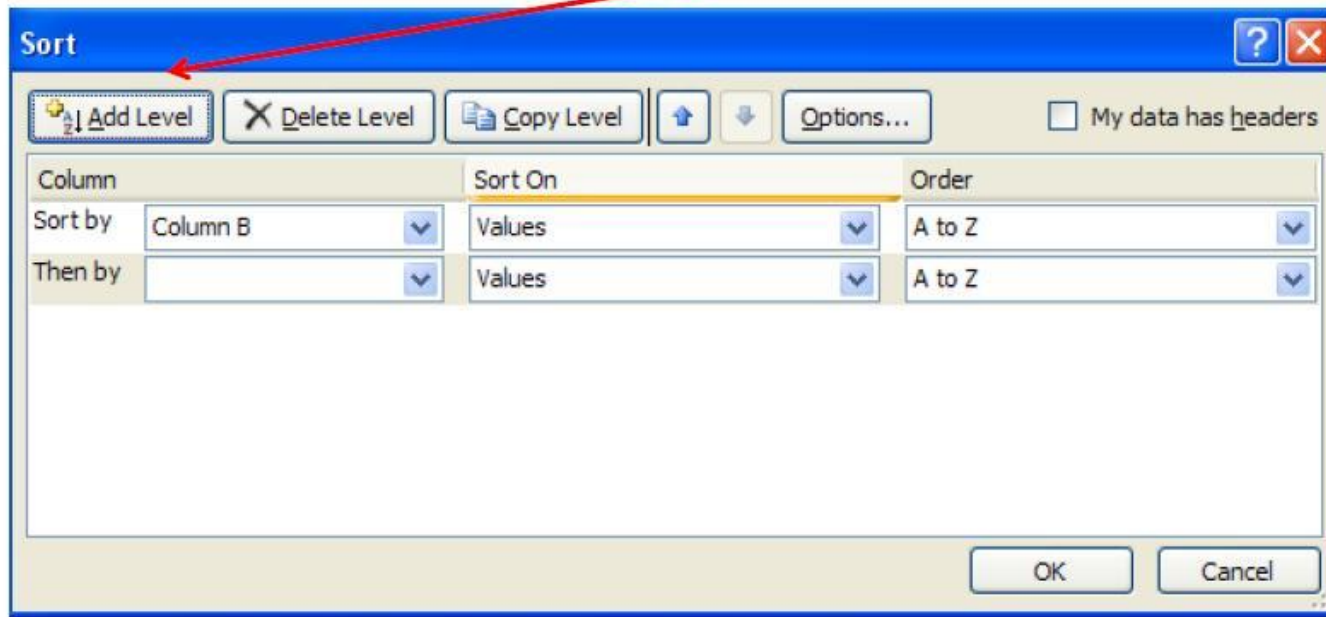 Sort
Add Level Delete Level Copy Level Options... My data has headers
Column Sort On Order
Sort by Column B Values A to Z
Then by Values A to Z
OK Cancel